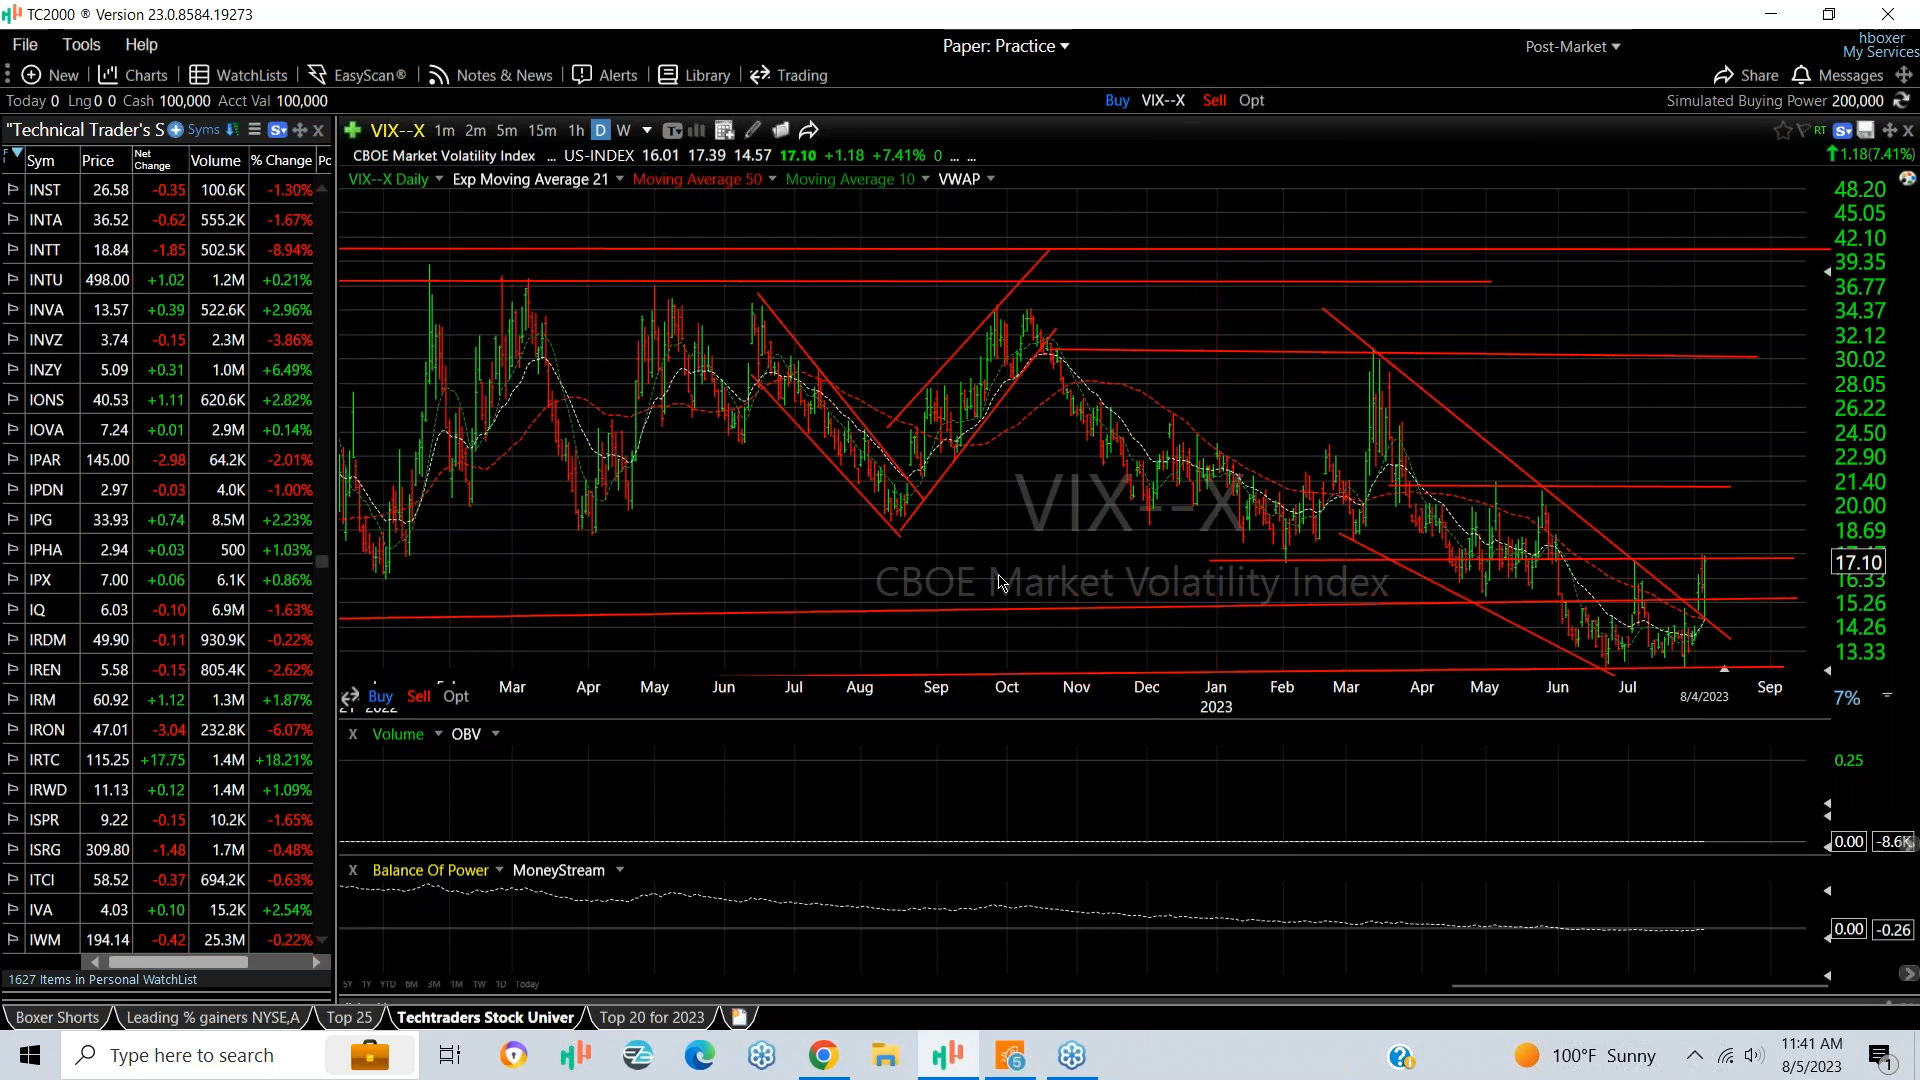 TC2000 ® Version 23.0.8584.19273
File Tools Help Paper: Practice Post-Market hboxer
My Services
New Charts WatchLists EasyScan® Notes & News Alerts Library Trading Share Messages
Today 0 Lng 0 0 Cash 100,000 Acct Val 100,000 Buy VIX--X Sell Opt Simulated Buying Power 200,000
"Technical Trader's S Syms VIX--X 1m 2m 5m 15m 1h D W RT
Sym Price Net Change Volume % Change Pc
CBOE Market Volatility Index ... US-INDEX 16.01 17.39 14.57 17.10 +1.18 +7.41% 0 ... ... 1.18(7.41%)
VIX--X Daily Exp Moving Average 21 Moving Average 50 Moving Average 10 VWAP
INST 26.58 -0.35 100.6K -1.30%
INTA 36.52 -0.62 555.2K -1.67%
INTT 18.84 -1.85 502.5K -8.94%
INTU 498.00 +1.02 1.2M +0.21%
INVA 13.57 +0.39 522.6K +2.96%
INVZ 3.74 -0.15 2.3M -3.86%
INZY 5.09 +0.31 1.0M +6.49%
IONS 40.53 +1.11 620.6K +2.82%
IOVA 7.24 +0.01 2.9M +0.14%
IPAR 145.00 -2.98 64.2K -2.01%
IPDN 2.97 -0.03 4.0K -1.00%
IPG 33.93 +0.74 8.5M +2.23%
IPHA 2.94 +0.03 500 +1.03%
IPX 7.00 +0.06 6.1K +0.86%
IQ 6.03 -0.10 6.9M -1.63%
IRDM 49.90 -0.11 930.9K -0.22%
IREN 5.58 -0.15 805.4K -2.62%
IRM 60.92 +1.12 1.3M +1.87%
IRON 47.01 -3.04 232.8K -6.07%
IRTC 115.25 +17.75 1.4M +18.21%
IRWD 11.13 +0.12 1.4M +1.09%
ISPR 9.22 -0.15 10.2K -1.65%
ISRG 309.80 -1.48 1.7M -0.48%
ITCI 58.52 -0.37 694.2K -0.63%
IVA 4.03 +0.10 15.2K +2.54%
IWM 194.14 -0.42 25.3M -0.22%
1627 Items in Personal WatchList
48.20
45.05
42.10
39.35
36.77
34.37
32.12
30.02
28.05
26.22
24.50
22.90
21.40
20.00
18.69
17.10
16.33
15.26
14.26
13.33
VIX--X
CBOE Market Volatility Index
Mar Apr May Jun Jul Aug Sep Oct Nov Dec Jan Feb Mar Apr May Jun Jul 8/4/2023 Sep
Buy Sell Opt 7%
2023
X Volume OBV
0.25
0.00 -8.6K
X Balance Of Power MoneyStream
0.00 -0.26
5Y 1Y YTD 6M 3M 1M 1W 1D Today
Boxer Shorts Leading % gainers NYSE,A Top 25 Techtraders Stock Univer Top 20 for 2023
Type here to search 5 100°F Sunny 11:41 AM
8/5/2023 1